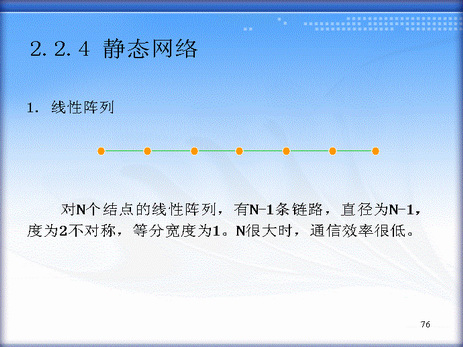 2.2.4 静态网络
1. 线性阵列
对N个结点的线性阵列，有N-1条链路，直径为N-1，
度为2不对称，等分宽度为1。N很大时，通信效率很低。
76